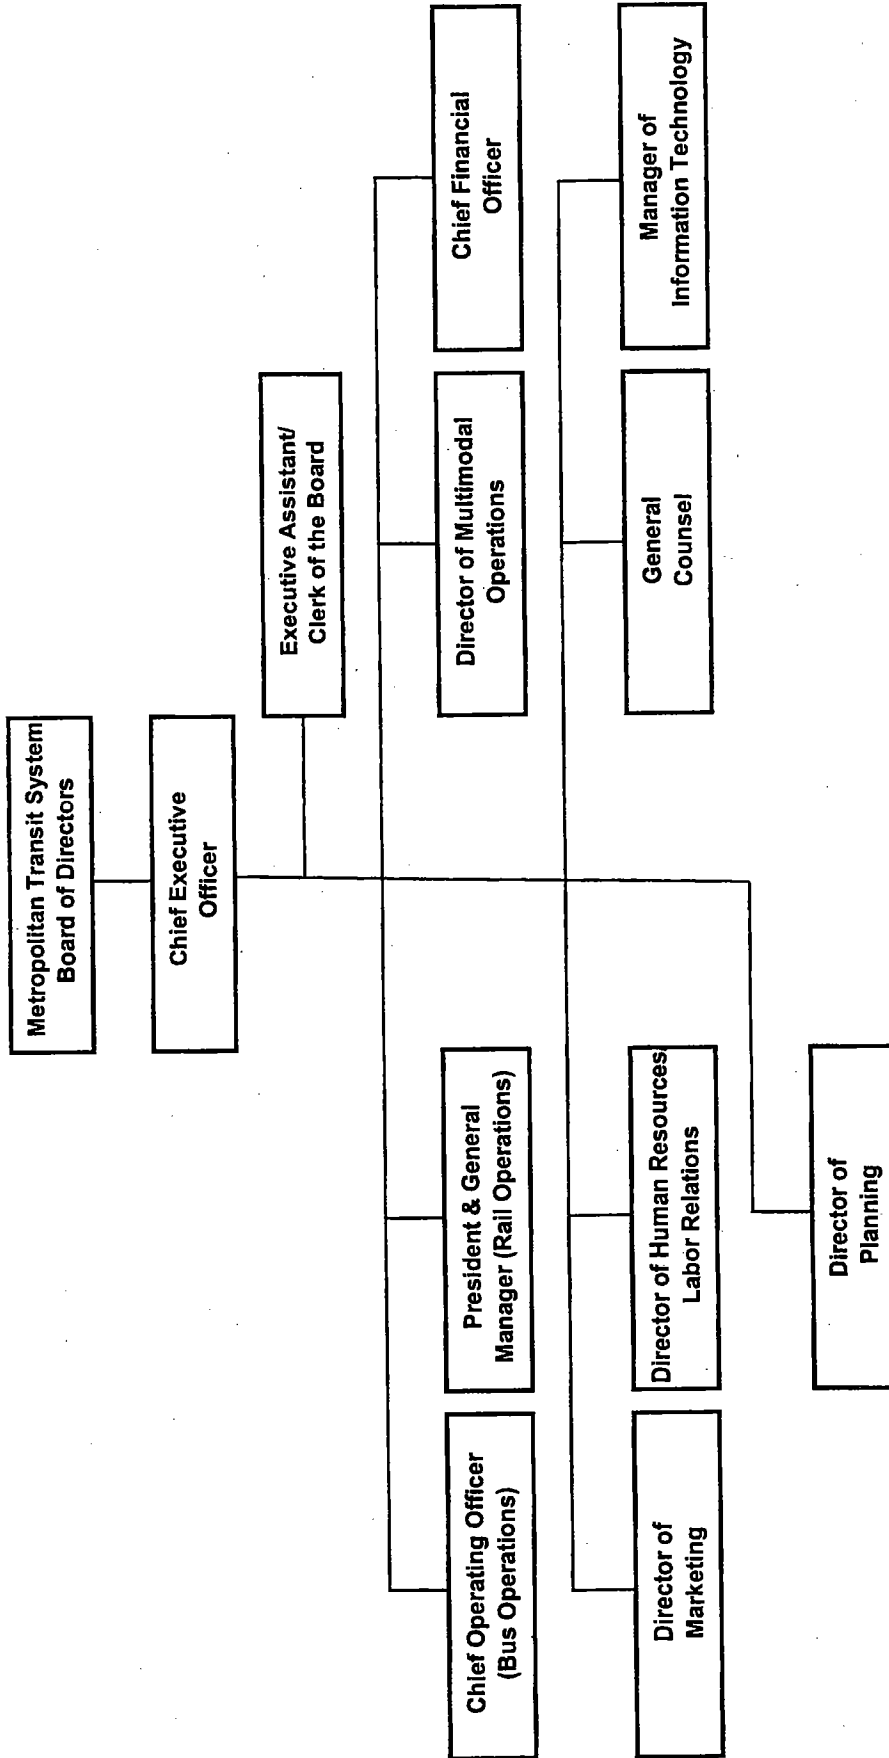 Metropolitan Transit System
Board of Directors
Chief Executive
Officer
Executive Assistant/
Clerk of the Board
Chief Operating Officer
(Bus Operations)
President & General
Manager (Rail Operations)
Director of Multimodal
Operations
Chief Financial
Officer
Director of
Marketing
Director of Human Resources/
Labor Relations
General
Counsel
Manager of
Information Technology
Director of
Planning